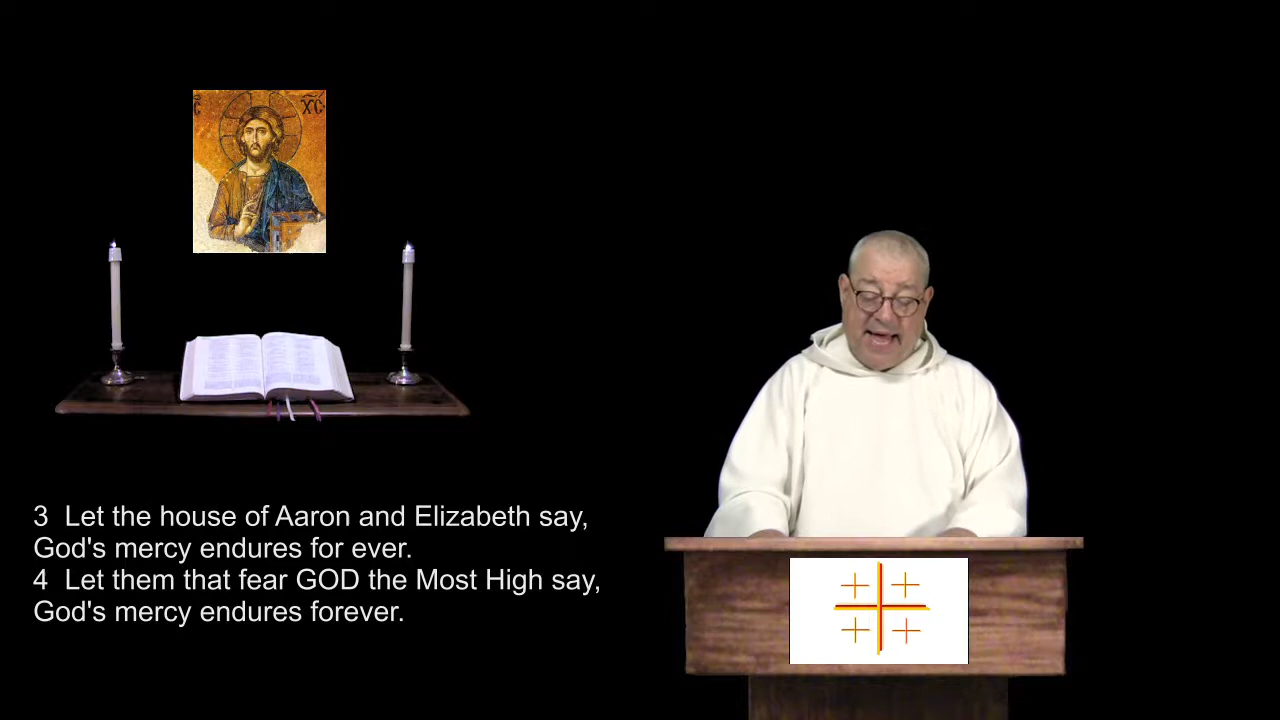 XC
3 Let the house of Aaron and Elizabeth say,
God's mercy endures for ever.
4 Let them that fear GOD the Most High say,
God's mercy endures forever.